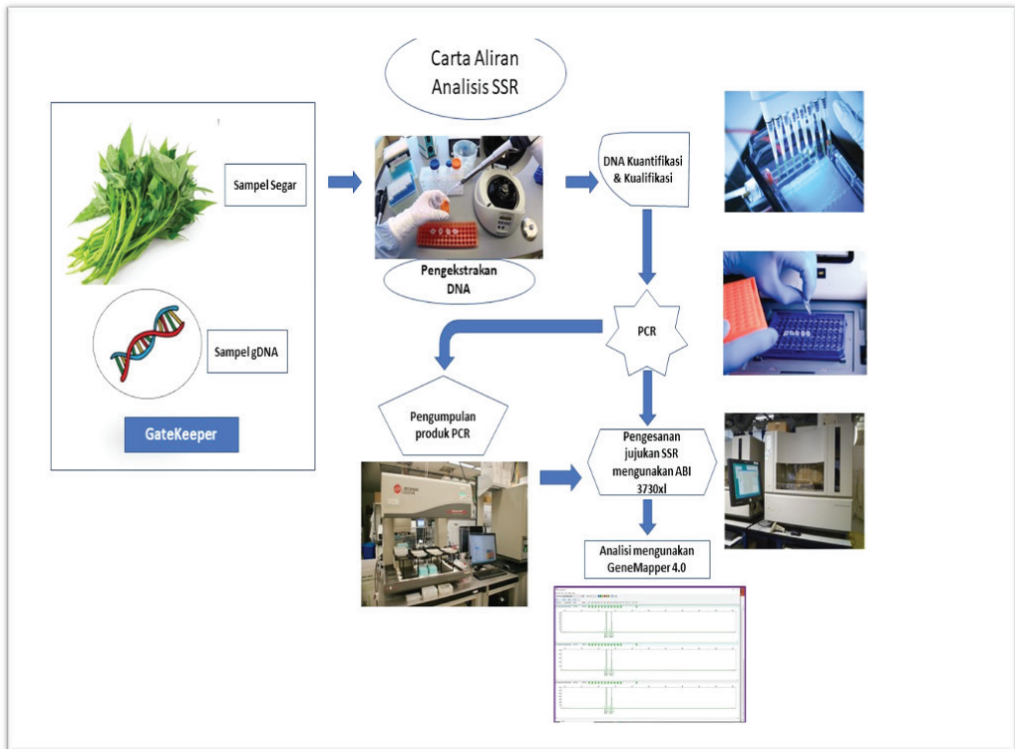 Carta Aliran
Analisis SSR
Sampel Segar
Sampel gDNA
GateKeeper
Pengekstrakan
DNA
DNA Kuantifikasi
& Kualifikasi
PCR
Pengumpulan
produk PCR
Pengesanan
jujukan SSR
mengunakan ABI
3730xl
Analisi mengunakan
GeneMapper 4.0